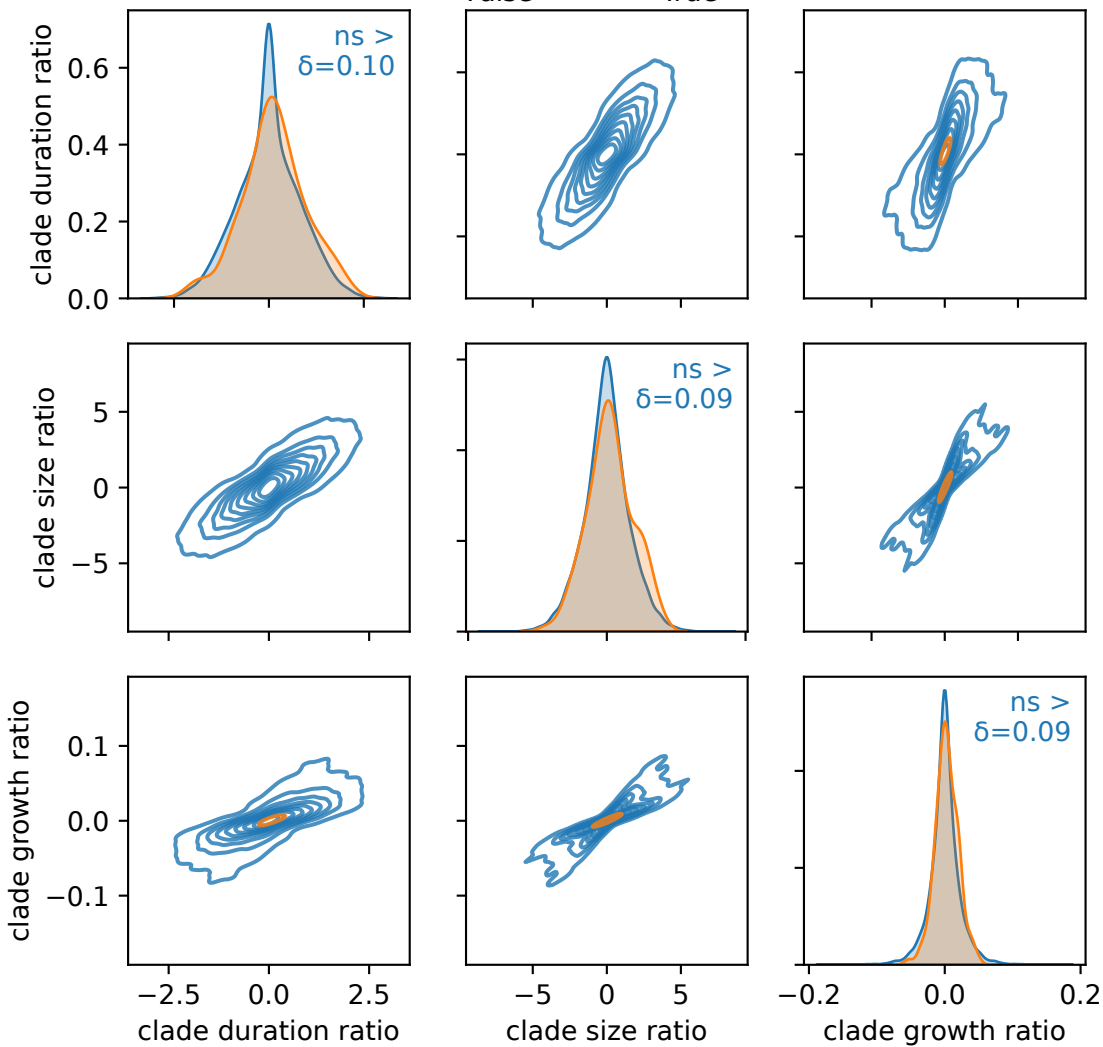 clade duration ratio
0.6
0.4
0.2
0.0
ns >
δ=0.10
clade size ratio
5
0
−5
ns >
δ=0.09
clade growth ratio
0.1
0.0
−0.1
ns >
δ=0.09
−2.5 0.0 2.5
−5 0 5
−0.2 0.0 0.2
clade duration ratio
clade size ratio
clade growth ratio